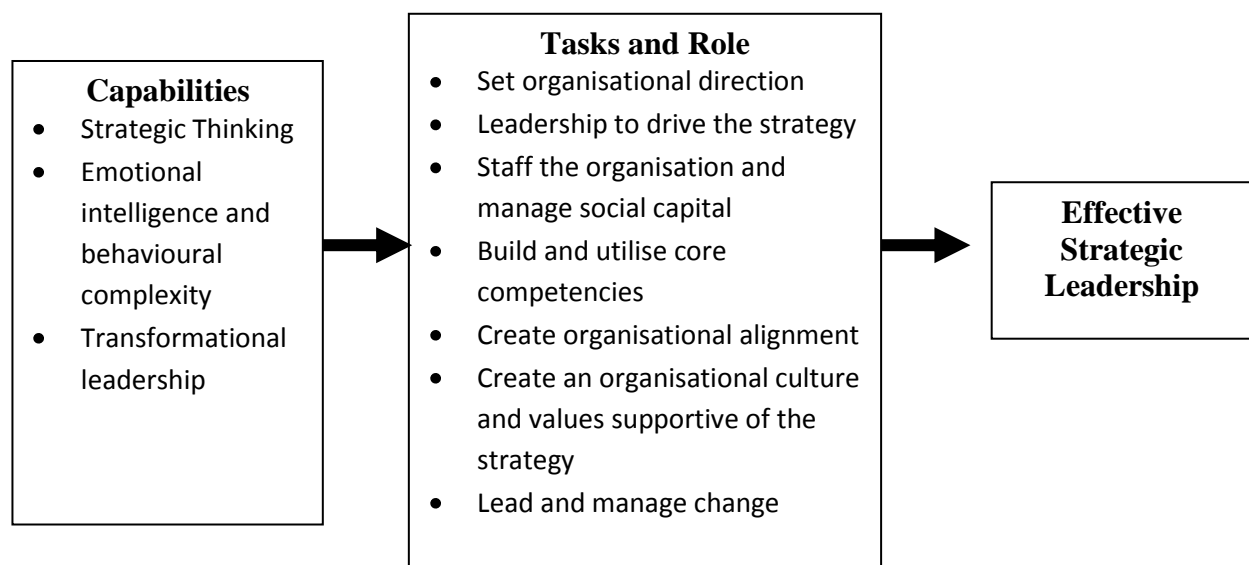 Capabilities
• Strategic Thinking
• Emotional
intelligence and
behavioural
complexity
• Transformational
leadership
Tasks and Role
• Set organisational direction
• Leadership to drive the strategy
• Staff the organisation and
manage social capital
• Build and utilise core
competencies
• Create organisational alignment
• Create an organisational culture
and values supportive of the
strategy
• Lead and manage change
Effective
Strategic
Leadership